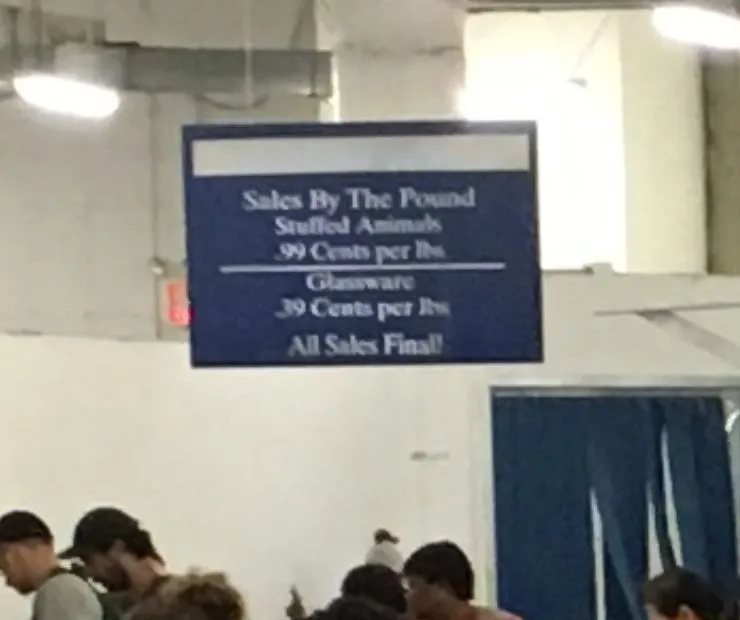 Sales By The Pound
Stuffed Animals
.99 Cents per lbs
Glassware
.39 Cents per lbs
All Sales Final!